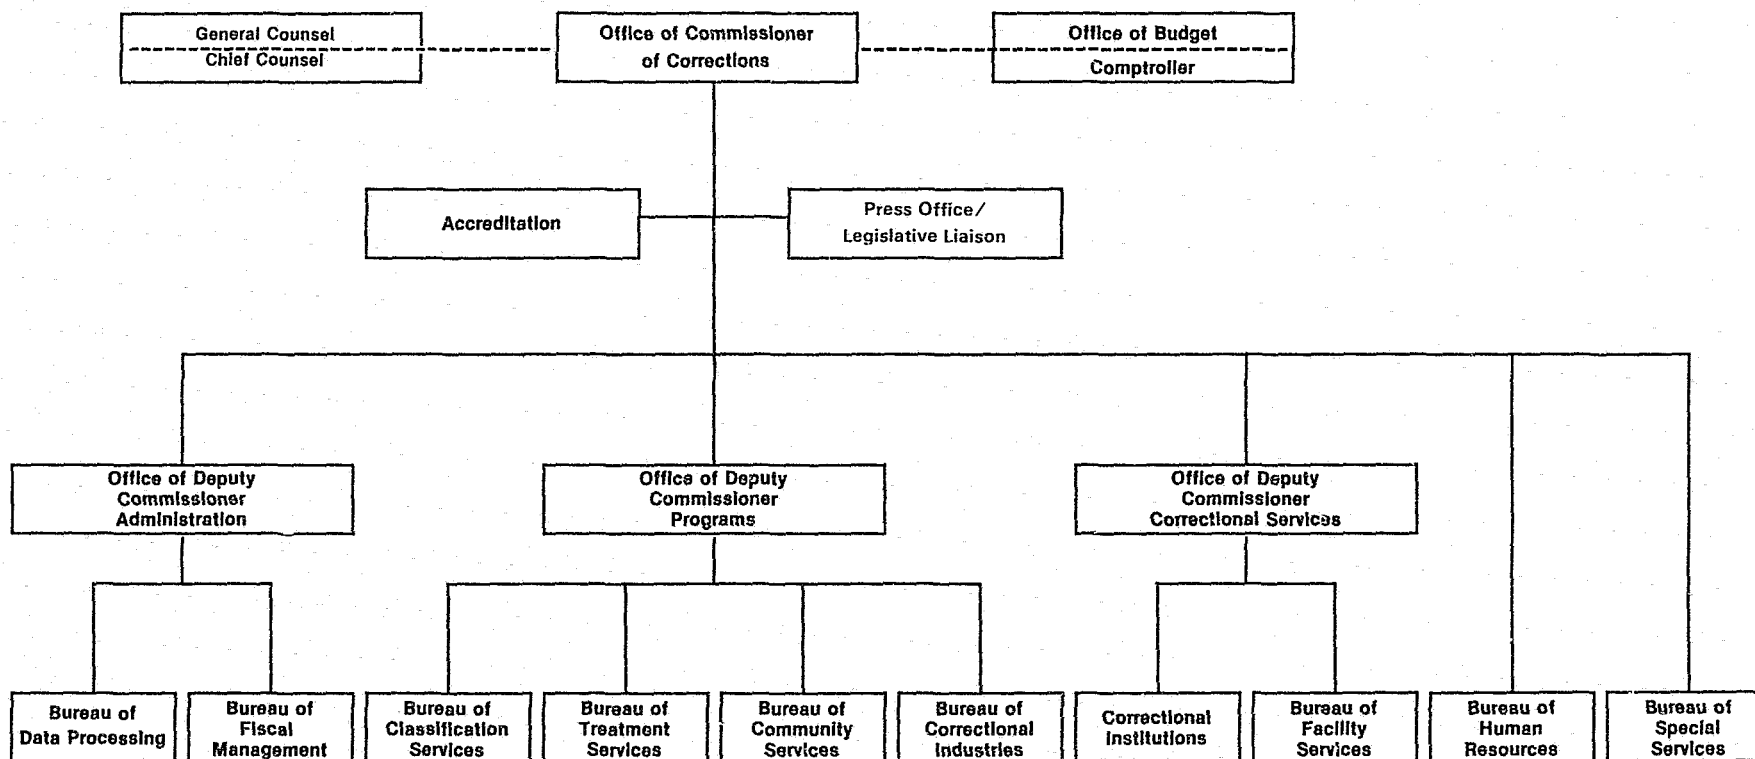 General Counsel
Chief Counsel
Office of Commissioner
of Corrections
Office of Budget
Comptroller
Accreditation
Press Office/
Legislative Liaison
Office of Deputy
Commissioner
Administration
Office of Deputy
Commissioner
Programs
Office of Deputy
Commissioner
Correctional Services
Bureau of
Data Processing
Bureau of
Fiscal
Management
Bureau of
Classification
Services
Bureau of
Treatment
Services
Bureau of
Community
Services
Bureau of
Correctional
Industries
Correctional
Institutions
Bureau of
Facility
Services
Bureau of
Human
Resources
Bureau of
Special
Services